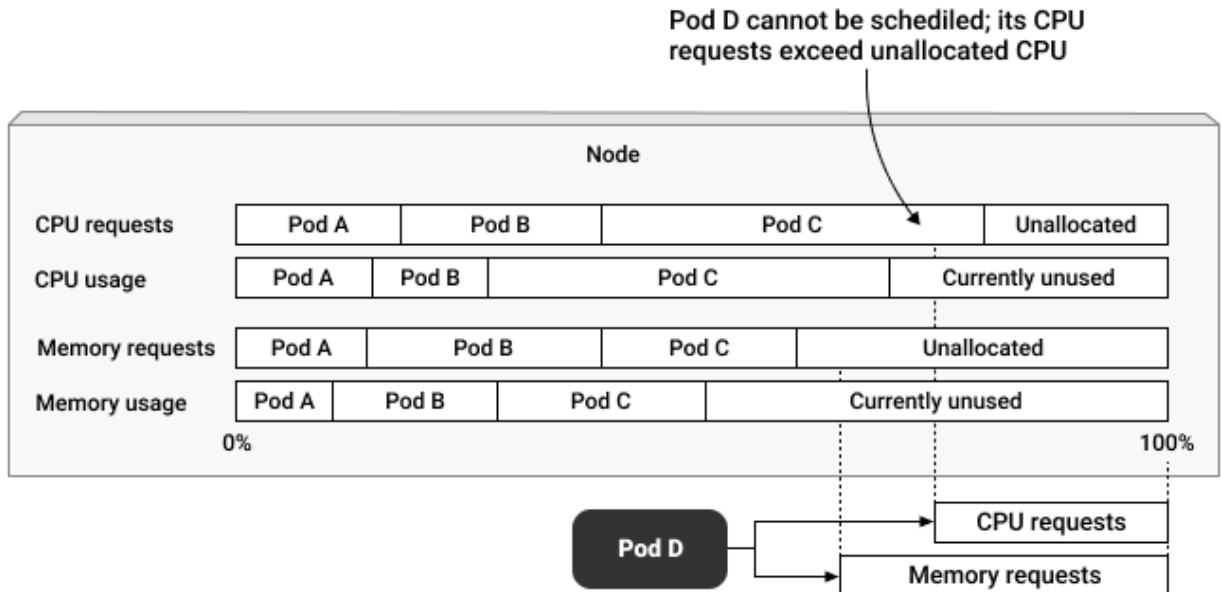 Pod D cannot be schediled; its CPU
requests exceed unallocated CPU
Node
CPU requests Pod A Pod B Pod C Unallocated
CPU usage Pod A Pod B Pod C Currently unused
Memory requests Pod A Pod B Pod C Unallocated
Memory usage Pod A Pod B Pod C Currently unused
0% 100%
CPU requests
Pod D
Memory requests